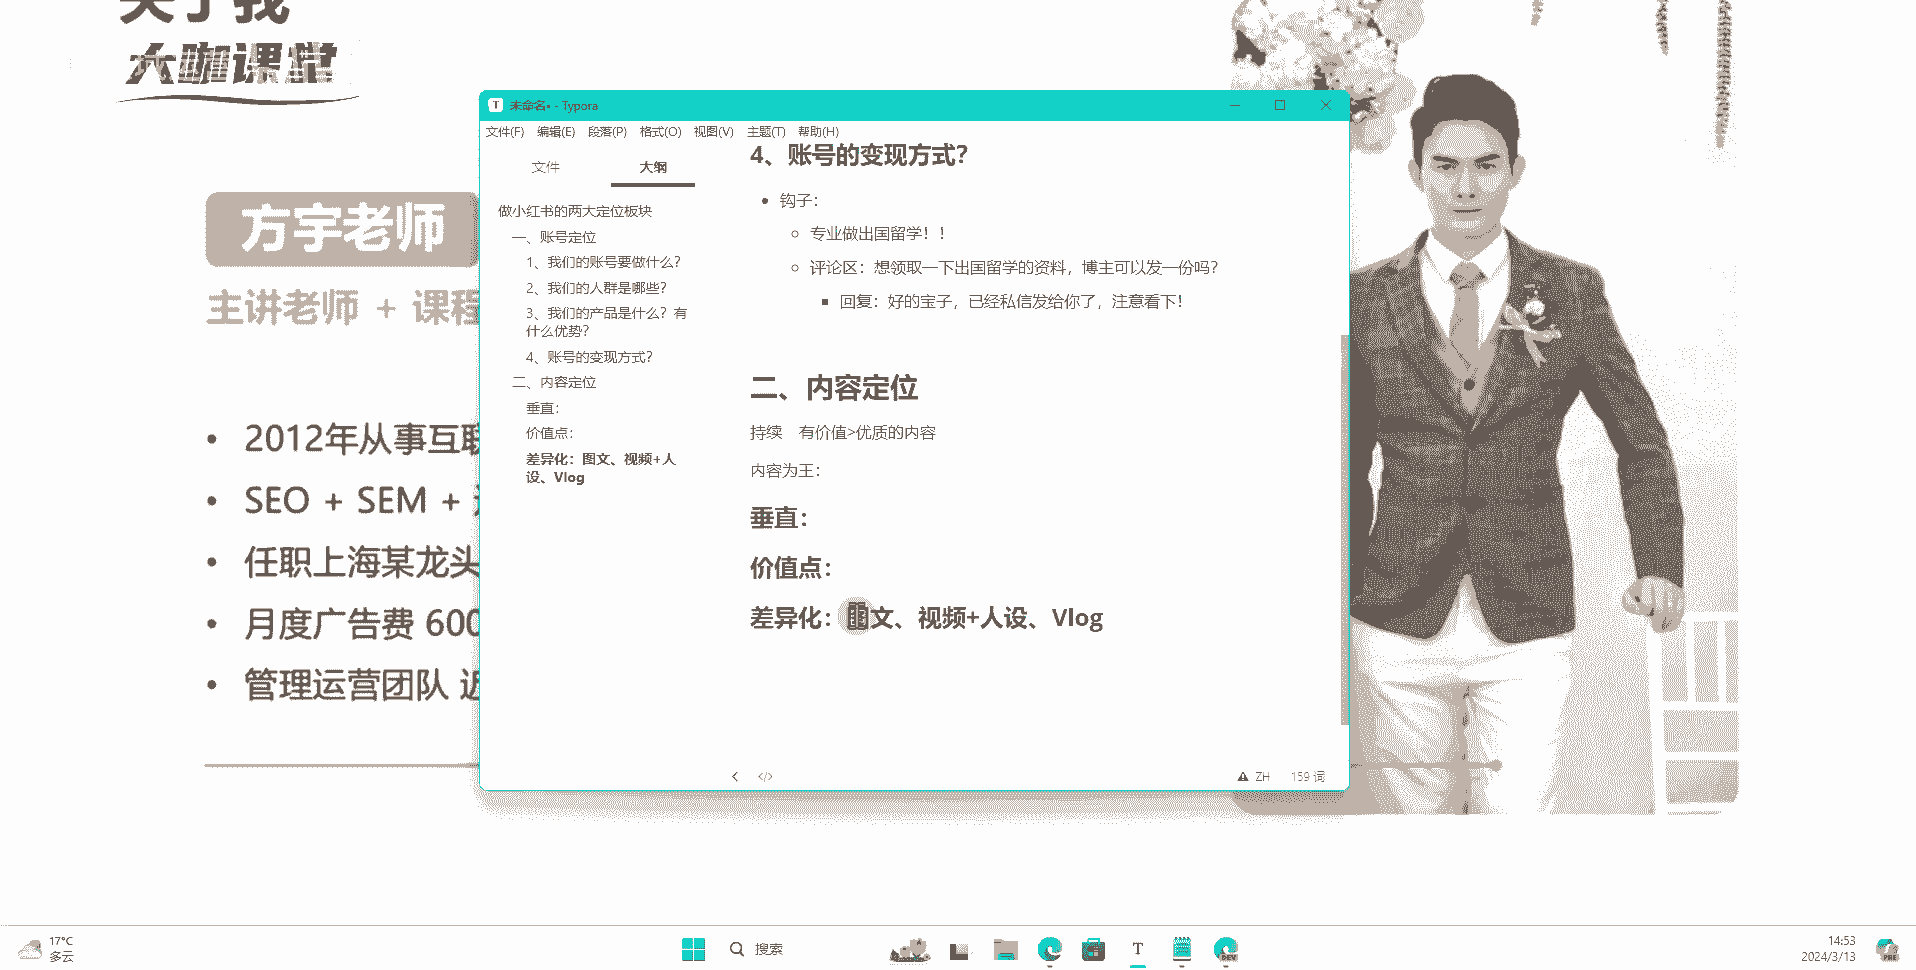 关于我
大咖课堂
方宇老师
主讲老师 + 课程
2012年从事互联
SEO + SEM +
任职上海某龙头
月度广告费 600
管理运营团队 近
未命名• - Typora
文件(F) 编辑(E) 段落(P) 格式(O) 视图(V) 主题(T) 帮助(H)
文件 大纲
做小红书的两大定位板块
一、账号定位
1、我们的账号要做什么？
2、我们的人群是哪些？
3、我们的产品是什么？有
什么优势？
4、账号的变现方式？
二、内容定位
垂直：
价值点：
差异化：图文、视频+人
设、Vlog
4、账号的变现方式？
钩子：
专业做出国留学！！
评论区：想领取一下出国留学的资料，博主可以发一份吗？
回复：好的宝子，已经私信发给你了，注意看下！
二、内容定位
持续 有价值>优质的内容
内容为王：
垂直：
价值点：
差异化：图文、视频+人设、Vlog
ZH 159 词
17°C
多云
搜索
T
DEV
14:53
2024/3/13
PRE